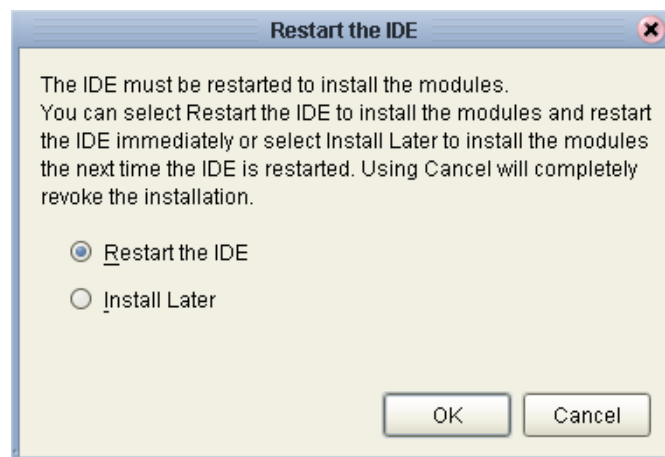 Restart the IDE
The IDE must be restarted to install the modules.
You can select Restart the IDE to install the modules and restart
the IDE immediately or select Install Later to install the modules
the next time the IDE is restarted. Using Cancel will completely
revoke the installation.
Restart the IDE
Install Later
OK Cancel